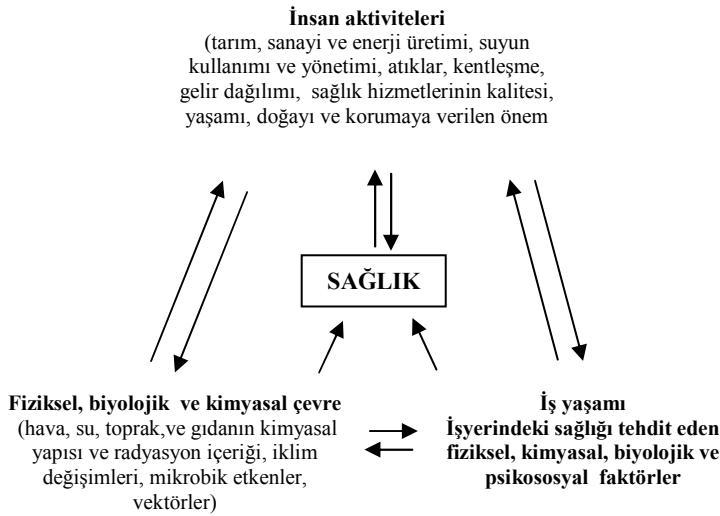 İnsan aktiviteleri
(tarım, sanayi ve enerji üretimi, suyun
kullanımı ve yönetimi, atıklar, kentleşme,
gelir dağılımı, sağlık hizmetlerinin kalitesi,
yaşamı, doğayı ve korumaya verilen önem
SAĞLIK
Fiziksel, biyolojik ve kimyasal çevre
(hava, su, toprak,ve gıdanın kimyasal
yapısı ve radyasyon içeriği, iklim
değişimleri, mikrobik etkenler,
vektörler)
İş yaşamı
İşyerindeki sağlığı tehdit eden
fiziksel, kimyasal, biyolojik ve
psikososyal faktörler